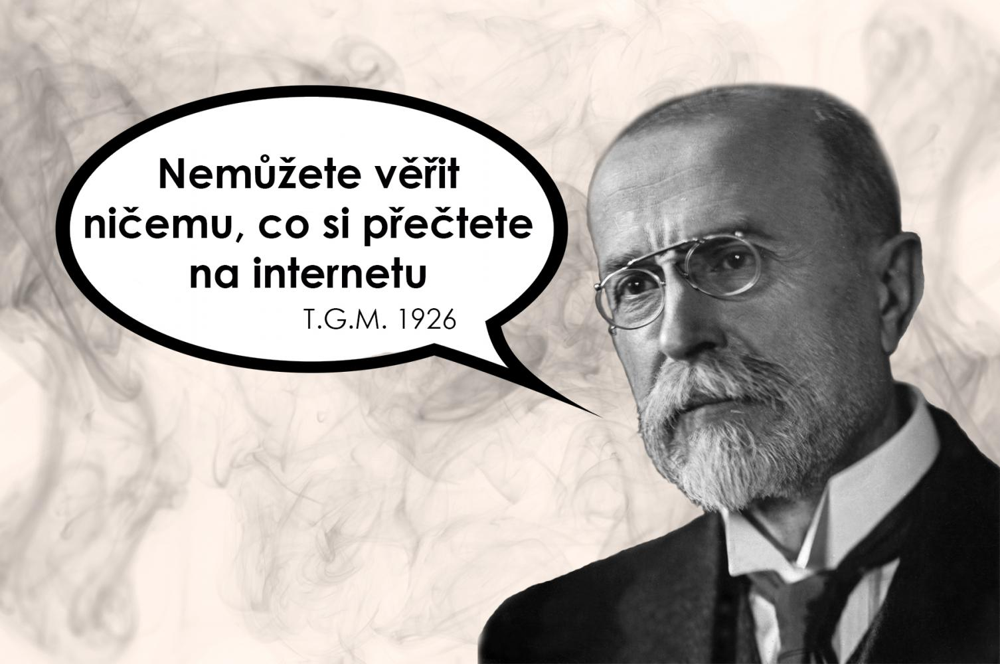 Nemůžete věřit
ničemu, co si přečtete
na internetu
T.G.M. 1926